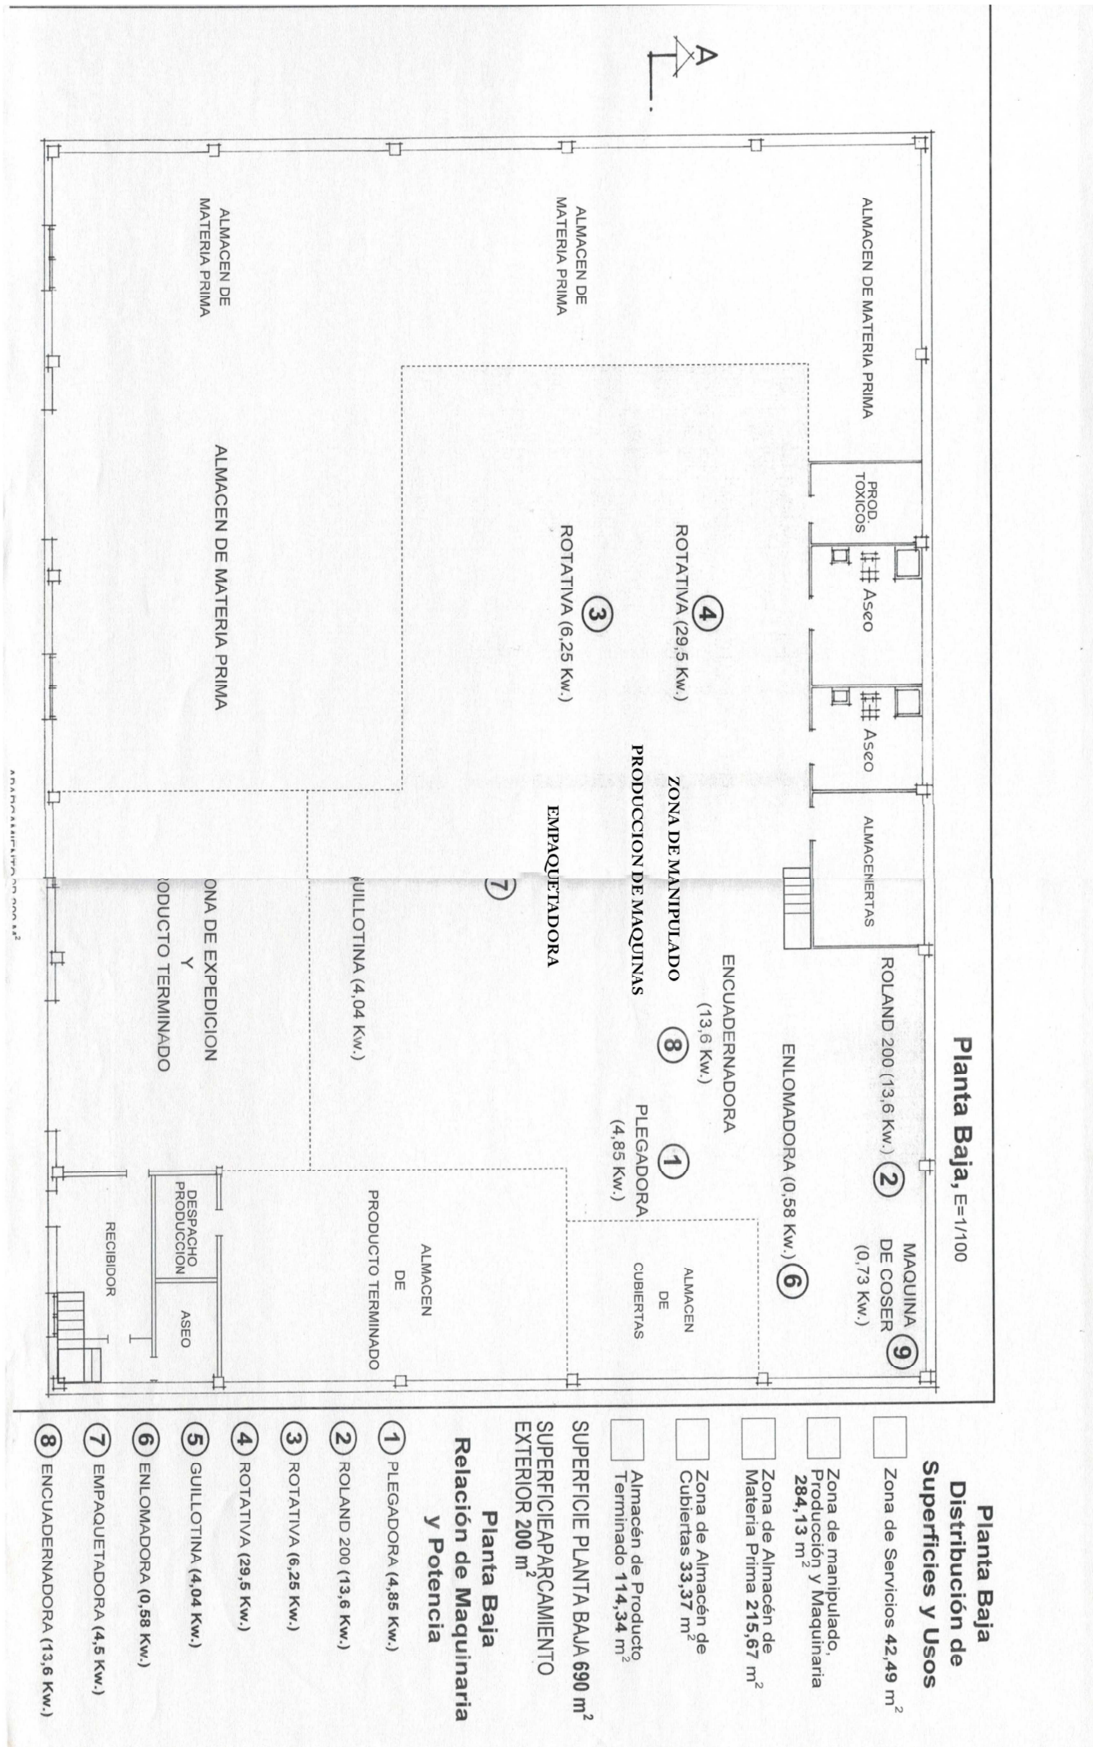 A
Planta Baja, E=1/100
ALMACEN DE MATERIA PRIMA
PROD.
TOXICOS
Aseo
Aseo
ALMACEN
ROLAND 200 (13,6 Kw.)
2
MAQUINA
DE COSER
(0,73 Kw.)
9
ENLOMADORA (0,58 Kw.)
6
ENCUADERNADORA
(13,6 Kw.)
8
PLEGADORA
(4,85 Kw.)
1
4
ROTATIVA (29,5 Kw.)
3
ROTATIVA (6,25 Kw.)
ZONA DE MANIPULADO
PRODUCCION DE MAQUINAS
EMPAQUETADORA
7
ALMACEN
DE
CUBIERTAS
ALMACEN DE
MATERIA PRIMA
ALMACEN DE
MATERIA PRIMA
ALMACEN DE MATERIA PRIMA
UILLOTINA (4,04 Kw.)
ONA DE EXPEDICION
Y
RODUCTO TERMINADO
ALMACEN
DE
PRODUCTO TERMINADO
DESPACHO
PRODUCCION
ASEO
RECIBIDOR
Planta Baja
Distribución de
Superficies y Usos
Zona de Servicios 42,49 m²
Zona de manipulado,
Producción y Maquinaria
284,13 m²
Zona de Almacén de
Materia Prima 215,67 m²
Zona de Almacén de
Cubiertas 33,37 m²
Almacén de Producto
Terminado 114,34 m²
SUPERFICIE PLANTA BAJA 690 m²
SUPERFICIEAPARCAMIENTO
EXTERIOR 200 m²
Planta Baja
Relación de Maquinaria
y Potencia
1 PLEGADORA (4,85 Kw.)
2 ROLAND 200 (13,6 Kw.)
3 ROTATIVA (6,25 Kw.)
4 ROTATIVA (29,5 Kw.)
5 GUILLOTINA (4,04 Kw.)
6 ENLOMADORA (0,58 Kw.)
7 EMPAQUETADORA (4,5 Kw.)
8 ENCUADERNADORA (13,6 Kw.)